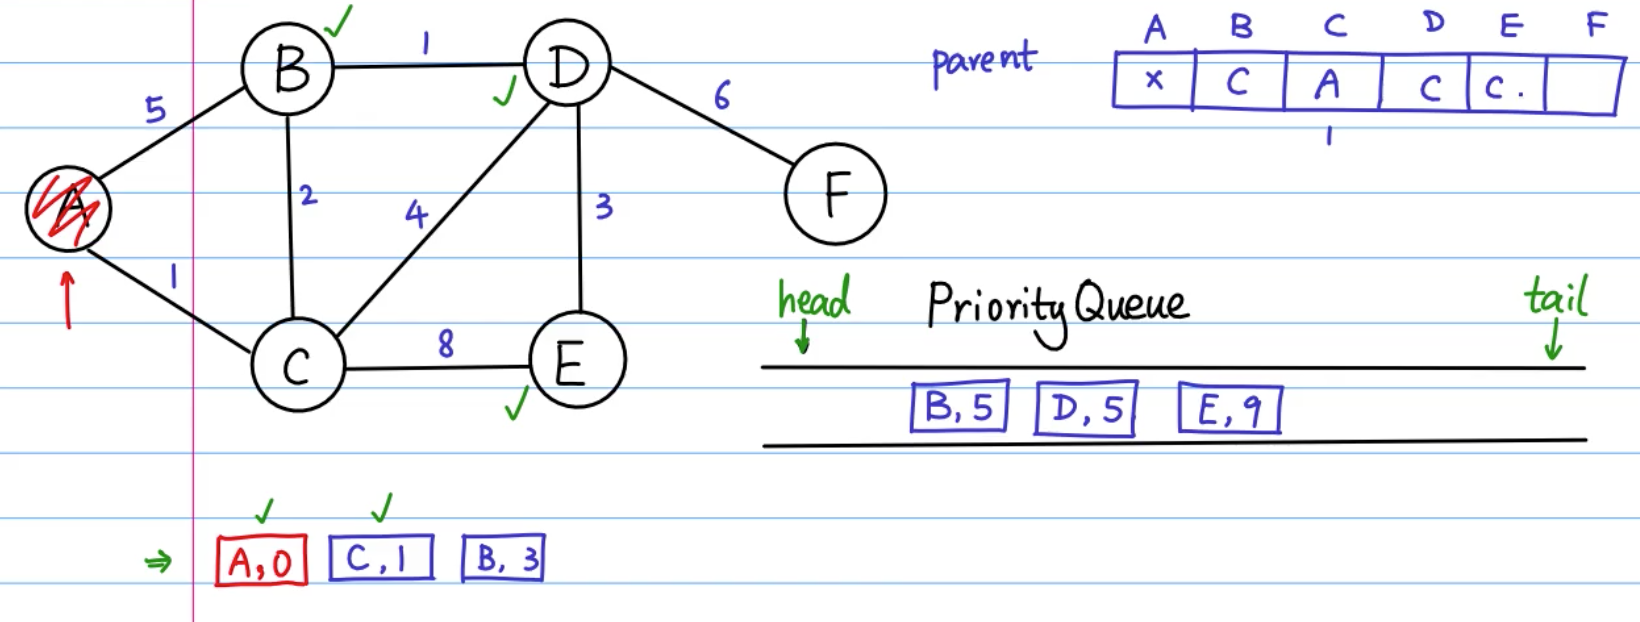 A B C D E F
parent × C A C C .
1
B 1 D
5
6
A
2
4
3
F
1
C 8 E
head Priority Queue tail
B, 5 D, 5 E, 9
A, 0 C, 1 B, 3